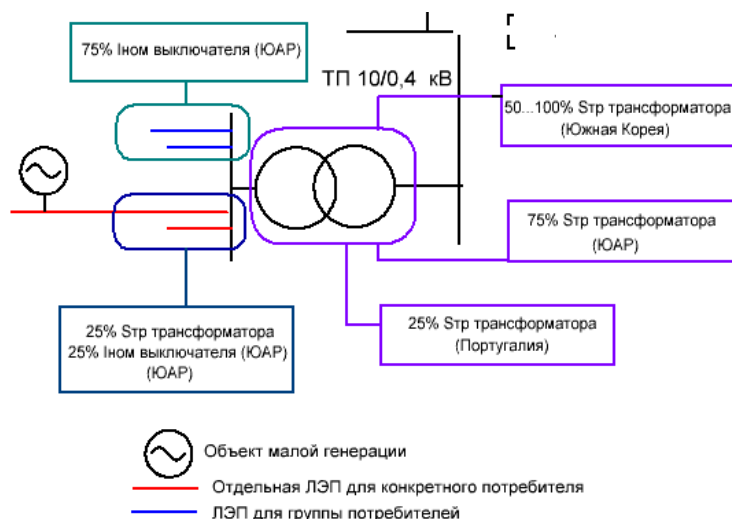 75% Iном выключателя (ЮАР)
ТП 10/0,4 кВ
50...100% Sтр трансформатора
(Южная Корея)
75% Sтр трансформатора
(ЮАР)
25% Sтр трансформатора
25% Iном выключателя (ЮАР)
(ЮАР)
25% Sтр трансформатора
(Португалия)
Объект малой генерации
Отдельная ЛЭП для конкретного потребителя
ЛЭП для группы потребителей